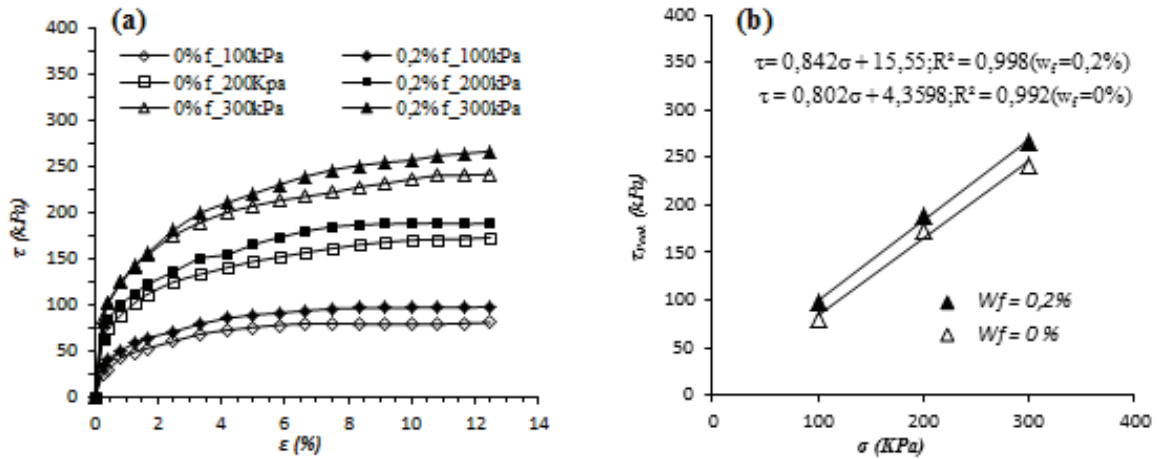 (a)
400
350
300
250
200
150
100
50
0
τ (kPa)
0% f_100kPa
0,2% f_100kPa
0% f_200Kpa
0,2% f_200kPa
0% f_300kPa
0,2% f_300kPa
0 2 4 6 8 10 12 14
ε (%)
(b)
400
350
300
250
200
150
100
50
0
τPeak (kPa)
τ= 0,842σ + 15,55;R² = 0,998(wf=0,2%)
τ = 0,802σ + 4,3598;R² = 0,992(wf=0%)
Wf = 0,2%
Wf = 0 %
0 100 200 300 400
σ (KPa)